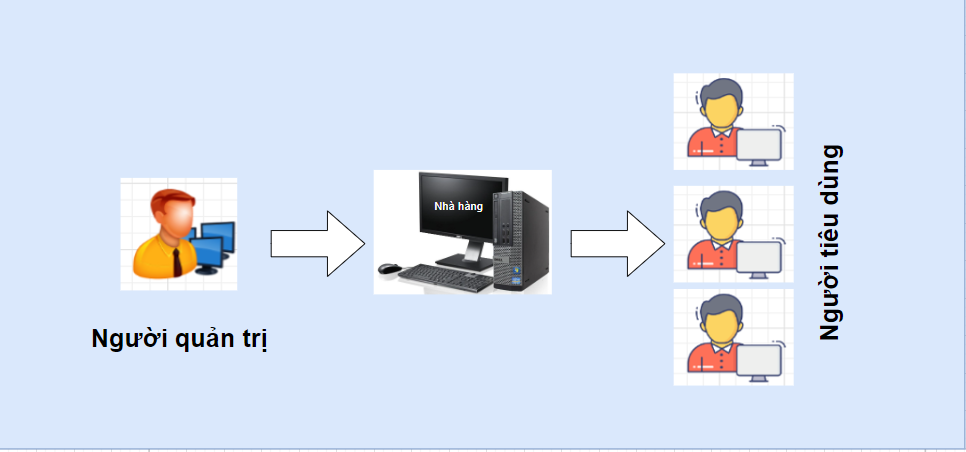 Nhà hàng
Người quản trị
Người tiêu dùng